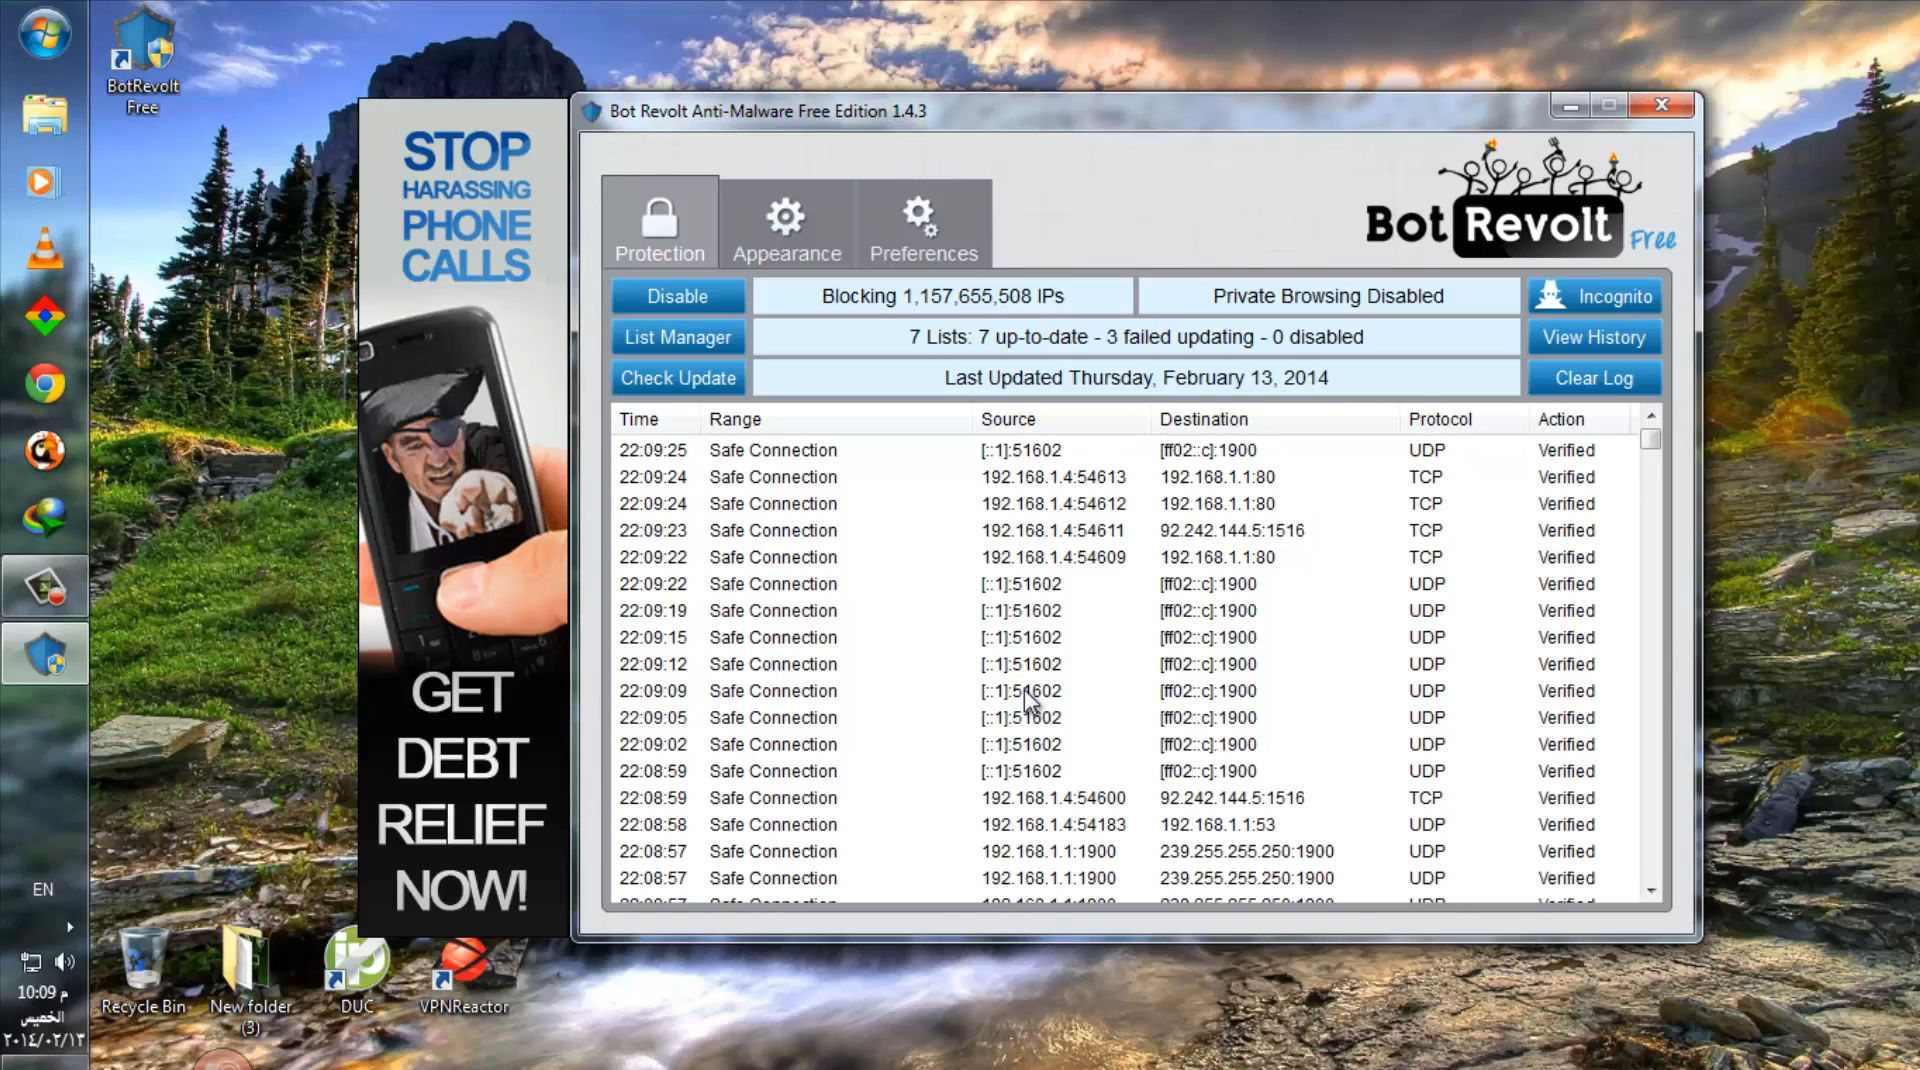 BotRevolt
Free
STOP
HARASSING
PHONE
CALLS
GET
DEBT
RELIEF
NOW!
Bot Revolt Anti-Malware Free Edition 1.4.3
Protection
Appearance
Preferences
Bot Revolt Free
Disable Blocking 1,157,655,508 IPs Private Browsing Disabled Incognito
List Manager 7 Lists: 7 up-to-date - 3 failed updating - 0 disabled View History
Check Update Last Updated Thursday, February 13, 2014 Clear Log
Time Range Source Destination Protocol Action
22:09:25 Safe Connection [::1]:51602 [ff02::c]:1900 UDP Verified
22:09:24 Safe Connection 192.168.1.4:54613 192.168.1.1:80 TCP Verified
22:09:24 Safe Connection 192.168.1.4:54612 192.168.1.1:80 TCP Verified
22:09:23 Safe Connection 192.168.1.4:54611 92.242.144.5:1516 TCP Verified
22:09:22 Safe Connection 192.168.1.4:54609 192.168.1.1:80 TCP Verified
22:09:22 Safe Connection [::1]:51602 [ff02::c]:1900 UDP Verified
22:09:19 Safe Connection [::1]:51602 [ff02::c]:1900 UDP Verified
22:09:15 Safe Connection [::1]:51602 [ff02::c]:1900 UDP Verified
22:09:12 Safe Connection [::1]:51602 [ff02::c]:1900 UDP Verified
22:09:09 Safe Connection [::1]:51602 [ff02::c]:1900 UDP Verified
22:09:05 Safe Connection [::1]:51602 [ff02::c]:1900 UDP Verified
22:09:02 Safe Connection [::1]:51602 [ff02::c]:1900 UDP Verified
22:08:59 Safe Connection [::1]:51602 [ff02::c]:1900 UDP Verified
22:08:59 Safe Connection 192.168.1.4:54600 92.242.144.5:1516 TCP Verified
22:08:58 Safe Connection 192.168.1.4:54183 192.168.1.1:53 UDP Verified
22:08:57 Safe Connection 192.168.1.1:1900 239.255.255.250:1900 UDP Verified
22:08:57 Safe Connection 192.168.1.1:1900 239.255.255.250:1900 UDP Verified
EN
10:09 م
الخميس
٢٠١٤/٠٢/١٣
Recycle Bin
New folder
(3)
ip
DUC
VPNReactor